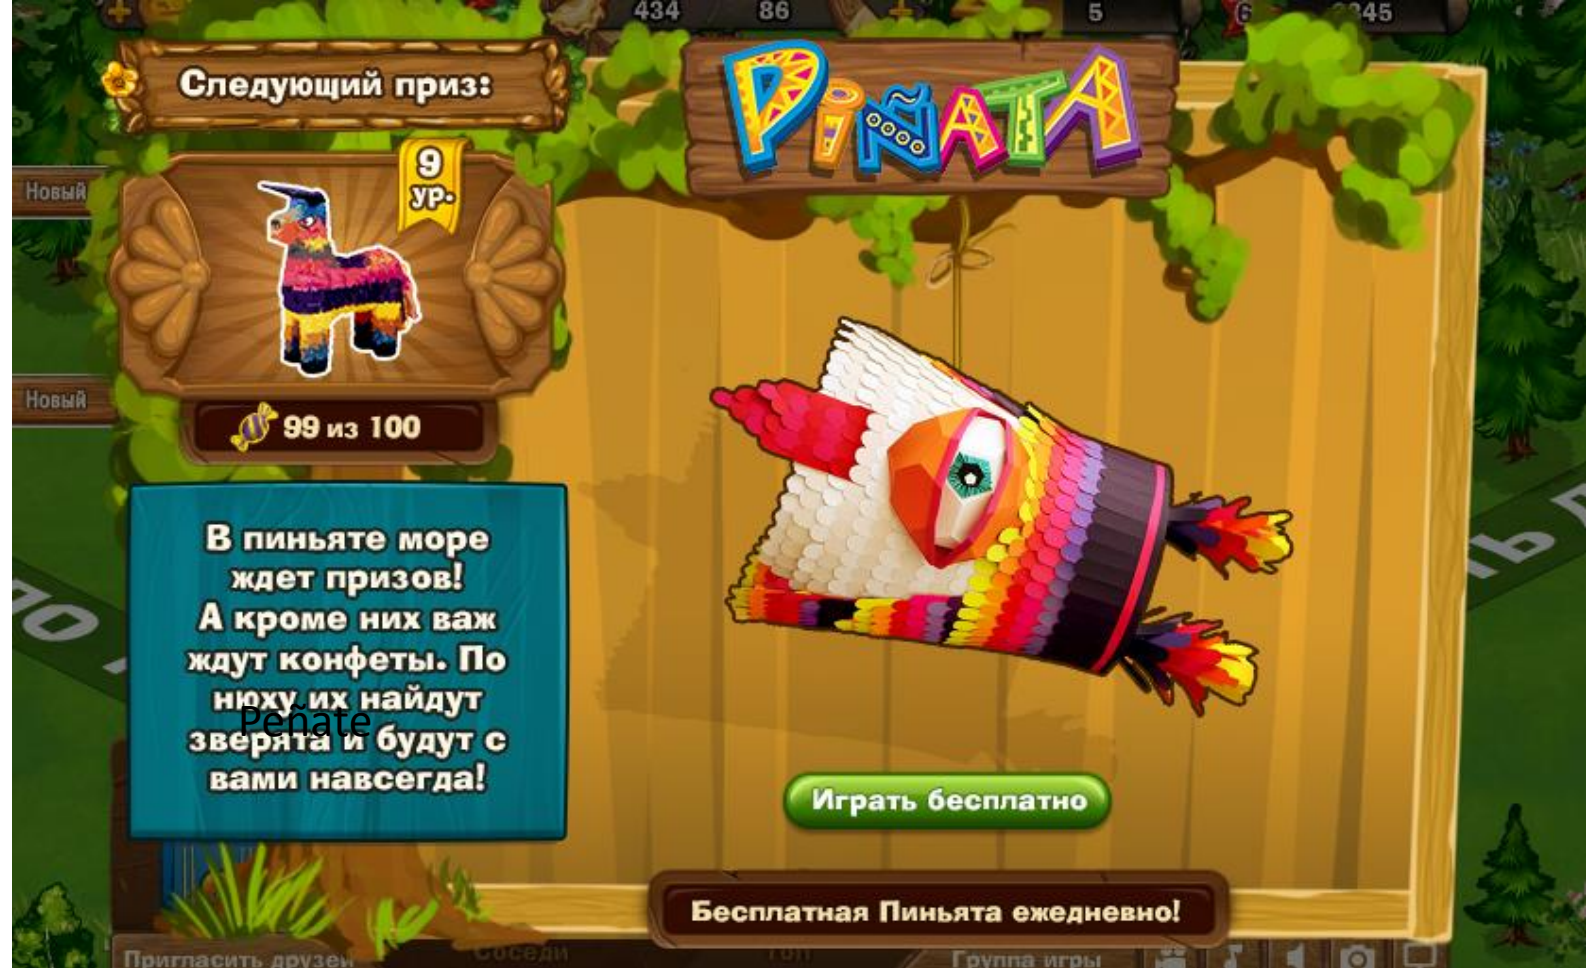 434
86
5
Следующий приз:
PiÑATA
9
ур.
Новый
Новый
99 из 100
В пиньяте море
ждет призов!
А кроме них важ
ждут конфеты. По
нюху их найдут
Peñate
зверята и будут с
вами навсегда!
Играть бесплатно
Бесплатная Пиньята ежедневно!
Пригласить друзей
Соседи
Топ
Группа игры